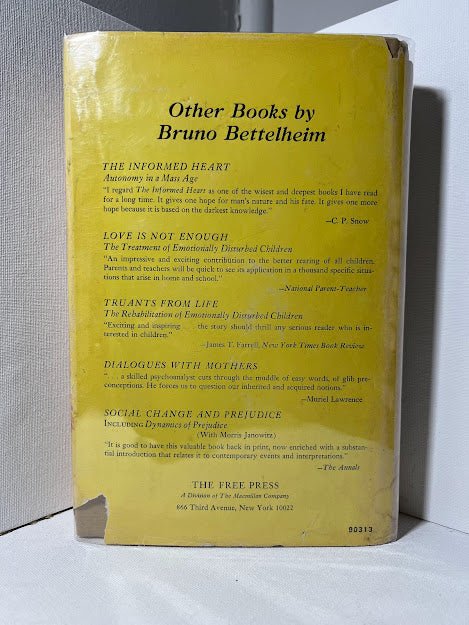 Other Books by
Bruno Bettelheim
THE INFORMED HEART
Autonomy in a Mass Age
"I regard The Informed Heart as one of the wisest and deepest books I have read
for a long time. It gives one hope for man's nature and his fate. It gives one more
hope because it is based on the darkest knowledge."
—C. P. Snow
LOVE IS NOT ENOUGH
The Treatment of Emotionally Disturbed Children
"An impressive and exciting contribution to the better rearing of all children.
Parents and teachers will be quick to see its application in a thousand specific situa-
tions that arise in home and school."
—National Parent-Teacher
TRUANTS FROM LIFE
The Rehabilitation of Emotionally Disturbed Children
"Exciting and inspiring . . . the story should thrill any serious reader who is in-
terested in children."
—James T. Farrell, New York Times Book Review
DIALOGUES WITH MOTHERS
". . . a skilled psychoanalyst cuts through the muddle of easy words, of glib pre-
conceptions. He forces us to question our inherited and acquired notions."
—Muriel Lawrence
SOCIAL CHANGE AND PREJUDICE
INCLUDING Dynamics of Prejudice
(With Morris Janowitz)
"It is good to have this valuable book back in print, now enriched with a substan-
tial introduction that relates it to contemporary events and interpretations."
—The Annals
THE FREE PRESS
A Division of The Macmillan Company
866 Third Avenue, New York 10022
90313